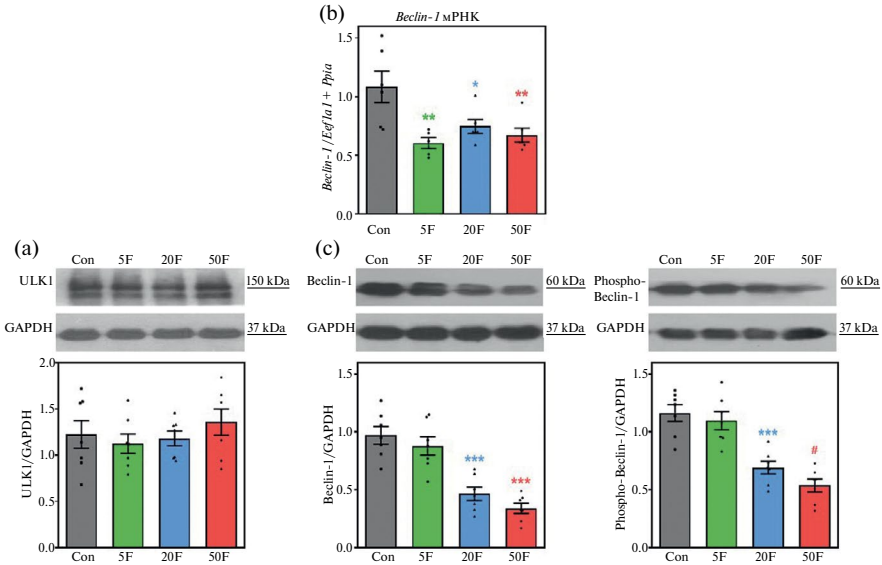 (b)
Beclin-1 мРНК
Beclin-1/Eef1a1 + Ppia
1.5
1.0
0.5
0.0
Con 5F 20F 50F
**
*
**
(a)
Con 5F 20F 50F
ULK1 150 kDa
GAPDH 37 kDa
ULK1/GAPDH
2.0
1.5
1.0
0.5
0.0
Con 5F 20F 50F
(c)
Con 5F 20F 50F
Beclin-1 60 kDa
GAPDH 37 kDa
Beclin-1/GAPDH
1.5
1.0
0.5
0.0
***
***
Con 5F 20F 50F
Con 5F 20F 50F
Phospho-
Beclin-1
60 kDa
GAPDH 37 kDa
Phospho-Beclin-1/GAPDH
1.5
1.0
0.5
0.0
***
#
Con 5F 20F 50F